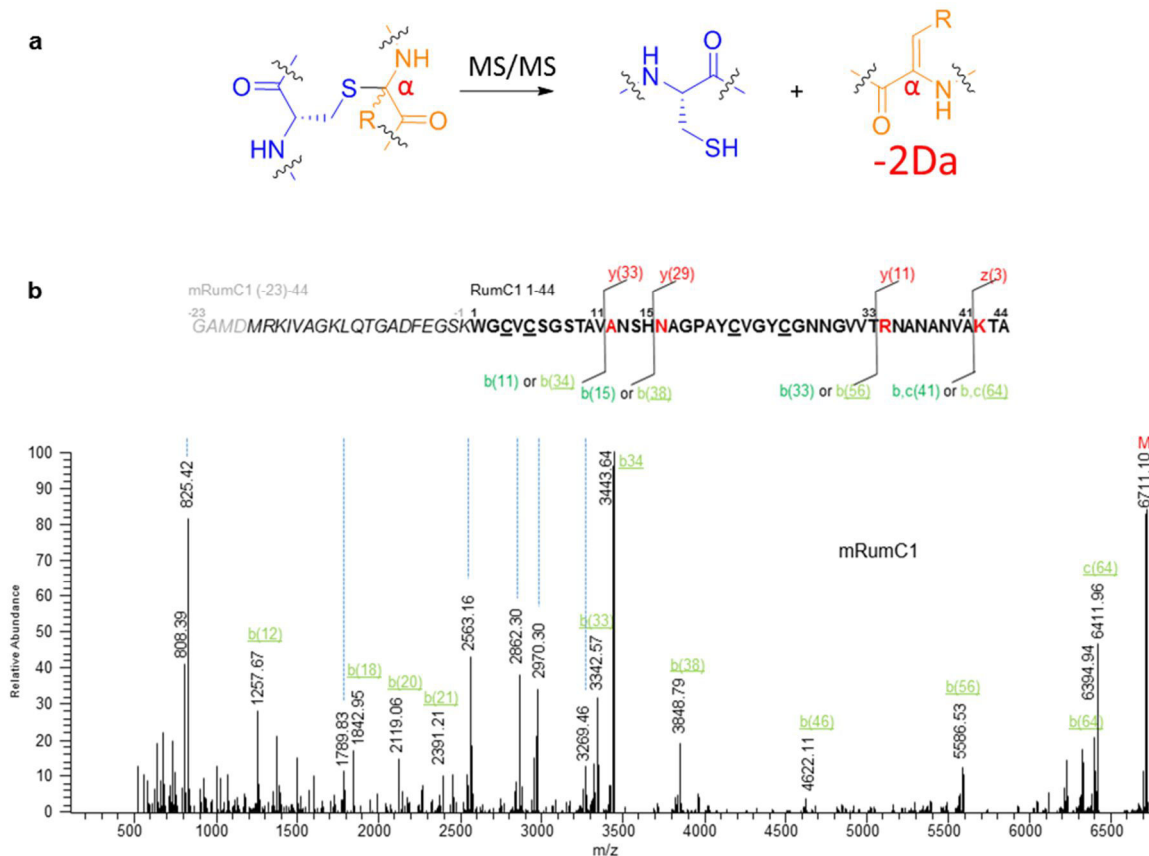 a
MS/MS
O
NH
S
α
R
O
HN
O
N
H
SH
+
R
α
O
N
H
-2Da
b
mRumC1 (-23)-44
RumC1 1-44
y(33)
y(29)
y(11)
z(3)
-23
-1
1
11
15
33
41
44
GAMDMRKIVAGKLQTGADFEGSKWGCVCSGSTAVANSHNAGPAYCVGYCGNNGVVTRNANANVAKTA
b(11) or b(34)
b(15) or b(38)
b(33) or b(56)
b,c(41) or b,c(64)
Relative Abundance
100
90
80
70
60
50
40
30
20
10
0
808.39
825.42
b(12)
1257.67
1789.83
b(18)
1842.95
b(20)
2119.06
b(21)
2391.21
2563.16
2862.30
2970.30
3269.46
b(33)
3342.57
3443.64
b34
b(38)
3848.79
mRumC1
b(46)
4622.11
b(56)
5586.53
b(64)
6394.94
c(64)
6411.96
M
6711.10
500 1000 1500 2000 2500 3000 3500 4000 4500 5000 5500 6000 6500
m/z